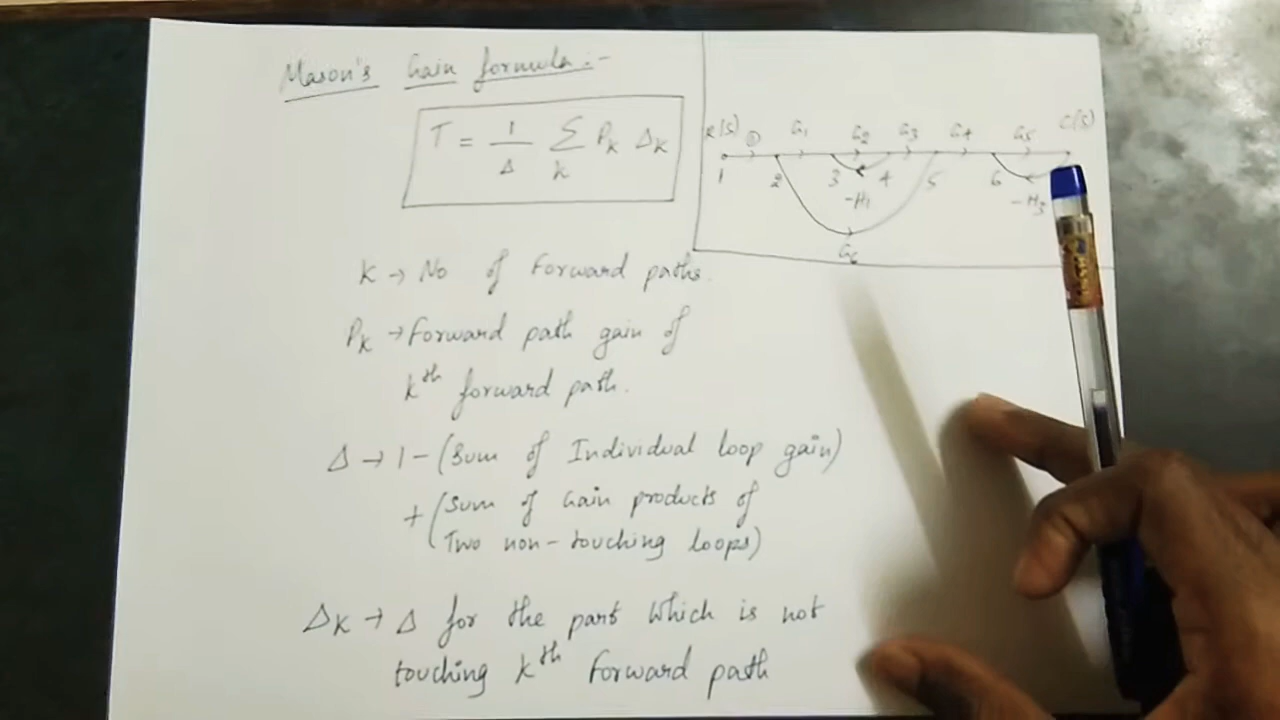 Mason's Gain formula :-
T = 1/Δ Σ_k P_k Δ_k
K → No of Forward paths.
P_K → Forward path gain of
K^th forward path.
Δ → 1 - (Sum of Individual loop gain)
+ (Sum of Gain products of
Two non-touching loops)
ΔK → Δ for the part which is not
touching K^th Forward path
R(S) ① G1 G2 G3 G4 G5 C(S)
1 2 3 4 5 6
-H1 -H3
G6